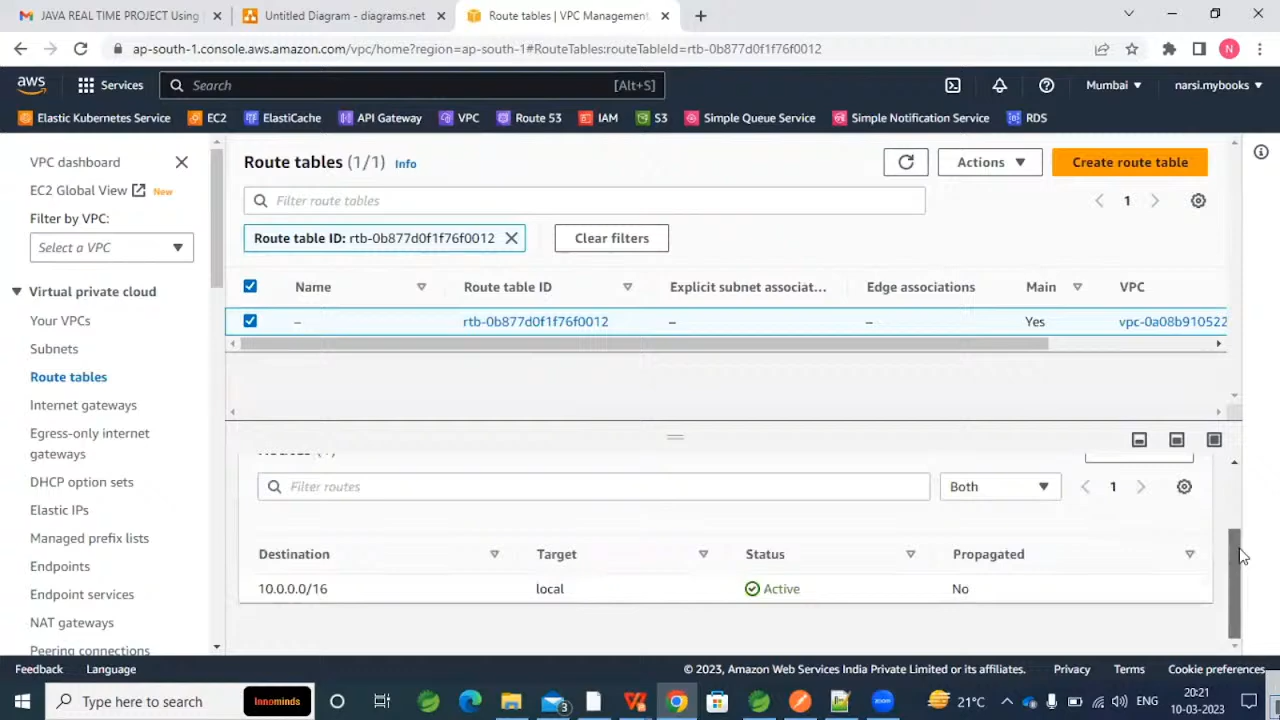 JAVA REAL TIME PROJECT Using
Untitled Diagram - diagrams.net
Route tables | VPC Management
ap-south-1.console.aws.amazon.com/vpc/home?region=ap-south-1#RouteTables:routeTableId=rtb-0b877d0f1f76f0012
N
aws
Services
Search
[Alt+S]
Mumbai
narsi.mybooks
Elastic Kubernetes Service
EC2
ElastiCache
API Gateway
VPC
Route 53
IAM
S3
Simple Queue Service
Simple Notification Service
RDS
VPC dashboard
EC2 Global View
New
Filter by VPC:
Select a VPC
Virtual private cloud
Your VPCs
Subnets
Route tables
Internet gateways
Egress-only internet
gateways
DHCP option sets
Elastic IPs
Managed prefix lists
Endpoints
Endpoint services
NAT gateways
Peering connections
Route tables (1/1)
Info
Actions
Create route table
Filter route tables
1
Route table ID: rtb-0b877d0f1f76f0012
Clear filters
Name
Route table ID
Explicit subnet associat...
Edge associations
Main
VPC
–
rtb-0b877d0f1f76f0012
–
–
Yes
vpc-0a08b910522
Filter routes
Both
1
Destination
Target
Status
Propagated
10.0.0.0/16
local
Active
No
Feedback
Language
© 2023, Amazon Web Services India Private Limited or its affiliates.
Privacy
Terms
Cookie preferences
Type here to search
Innominds
3
21°C
ENG
20:21
10-03-2023